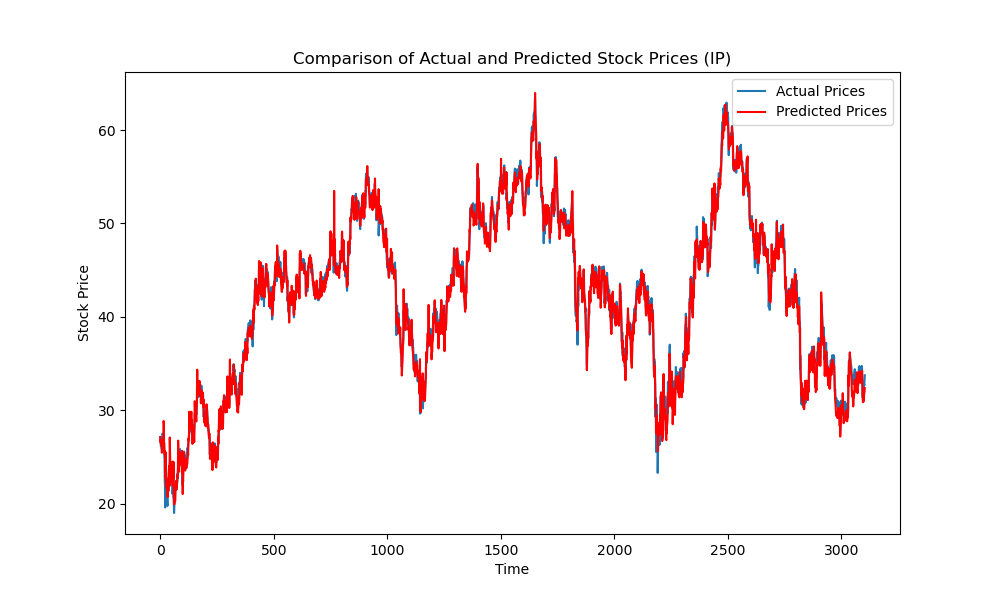 Comparison of Actual and Predicted Stock Prices (IP)
Actual Prices
Predicted Prices
60
50
40
30
20
Stock Price
0 500 1000 1500 2000 2500 3000
Time